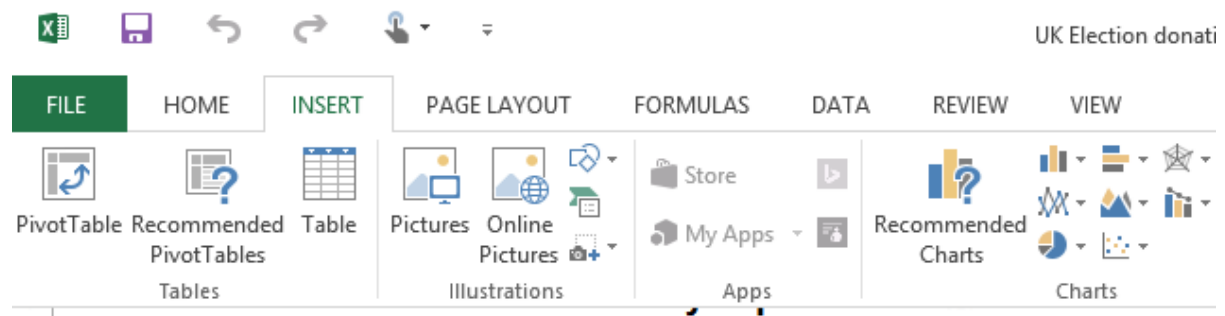 UK Election donati
FILE HOME INSERT PAGE LAYOUT FORMULAS DATA REVIEW VIEW
PivotTable Recommended PivotTables Table
Pictures Online Pictures
Store
My Apps
Recommended Charts
Tables Illustrations Apps Charts